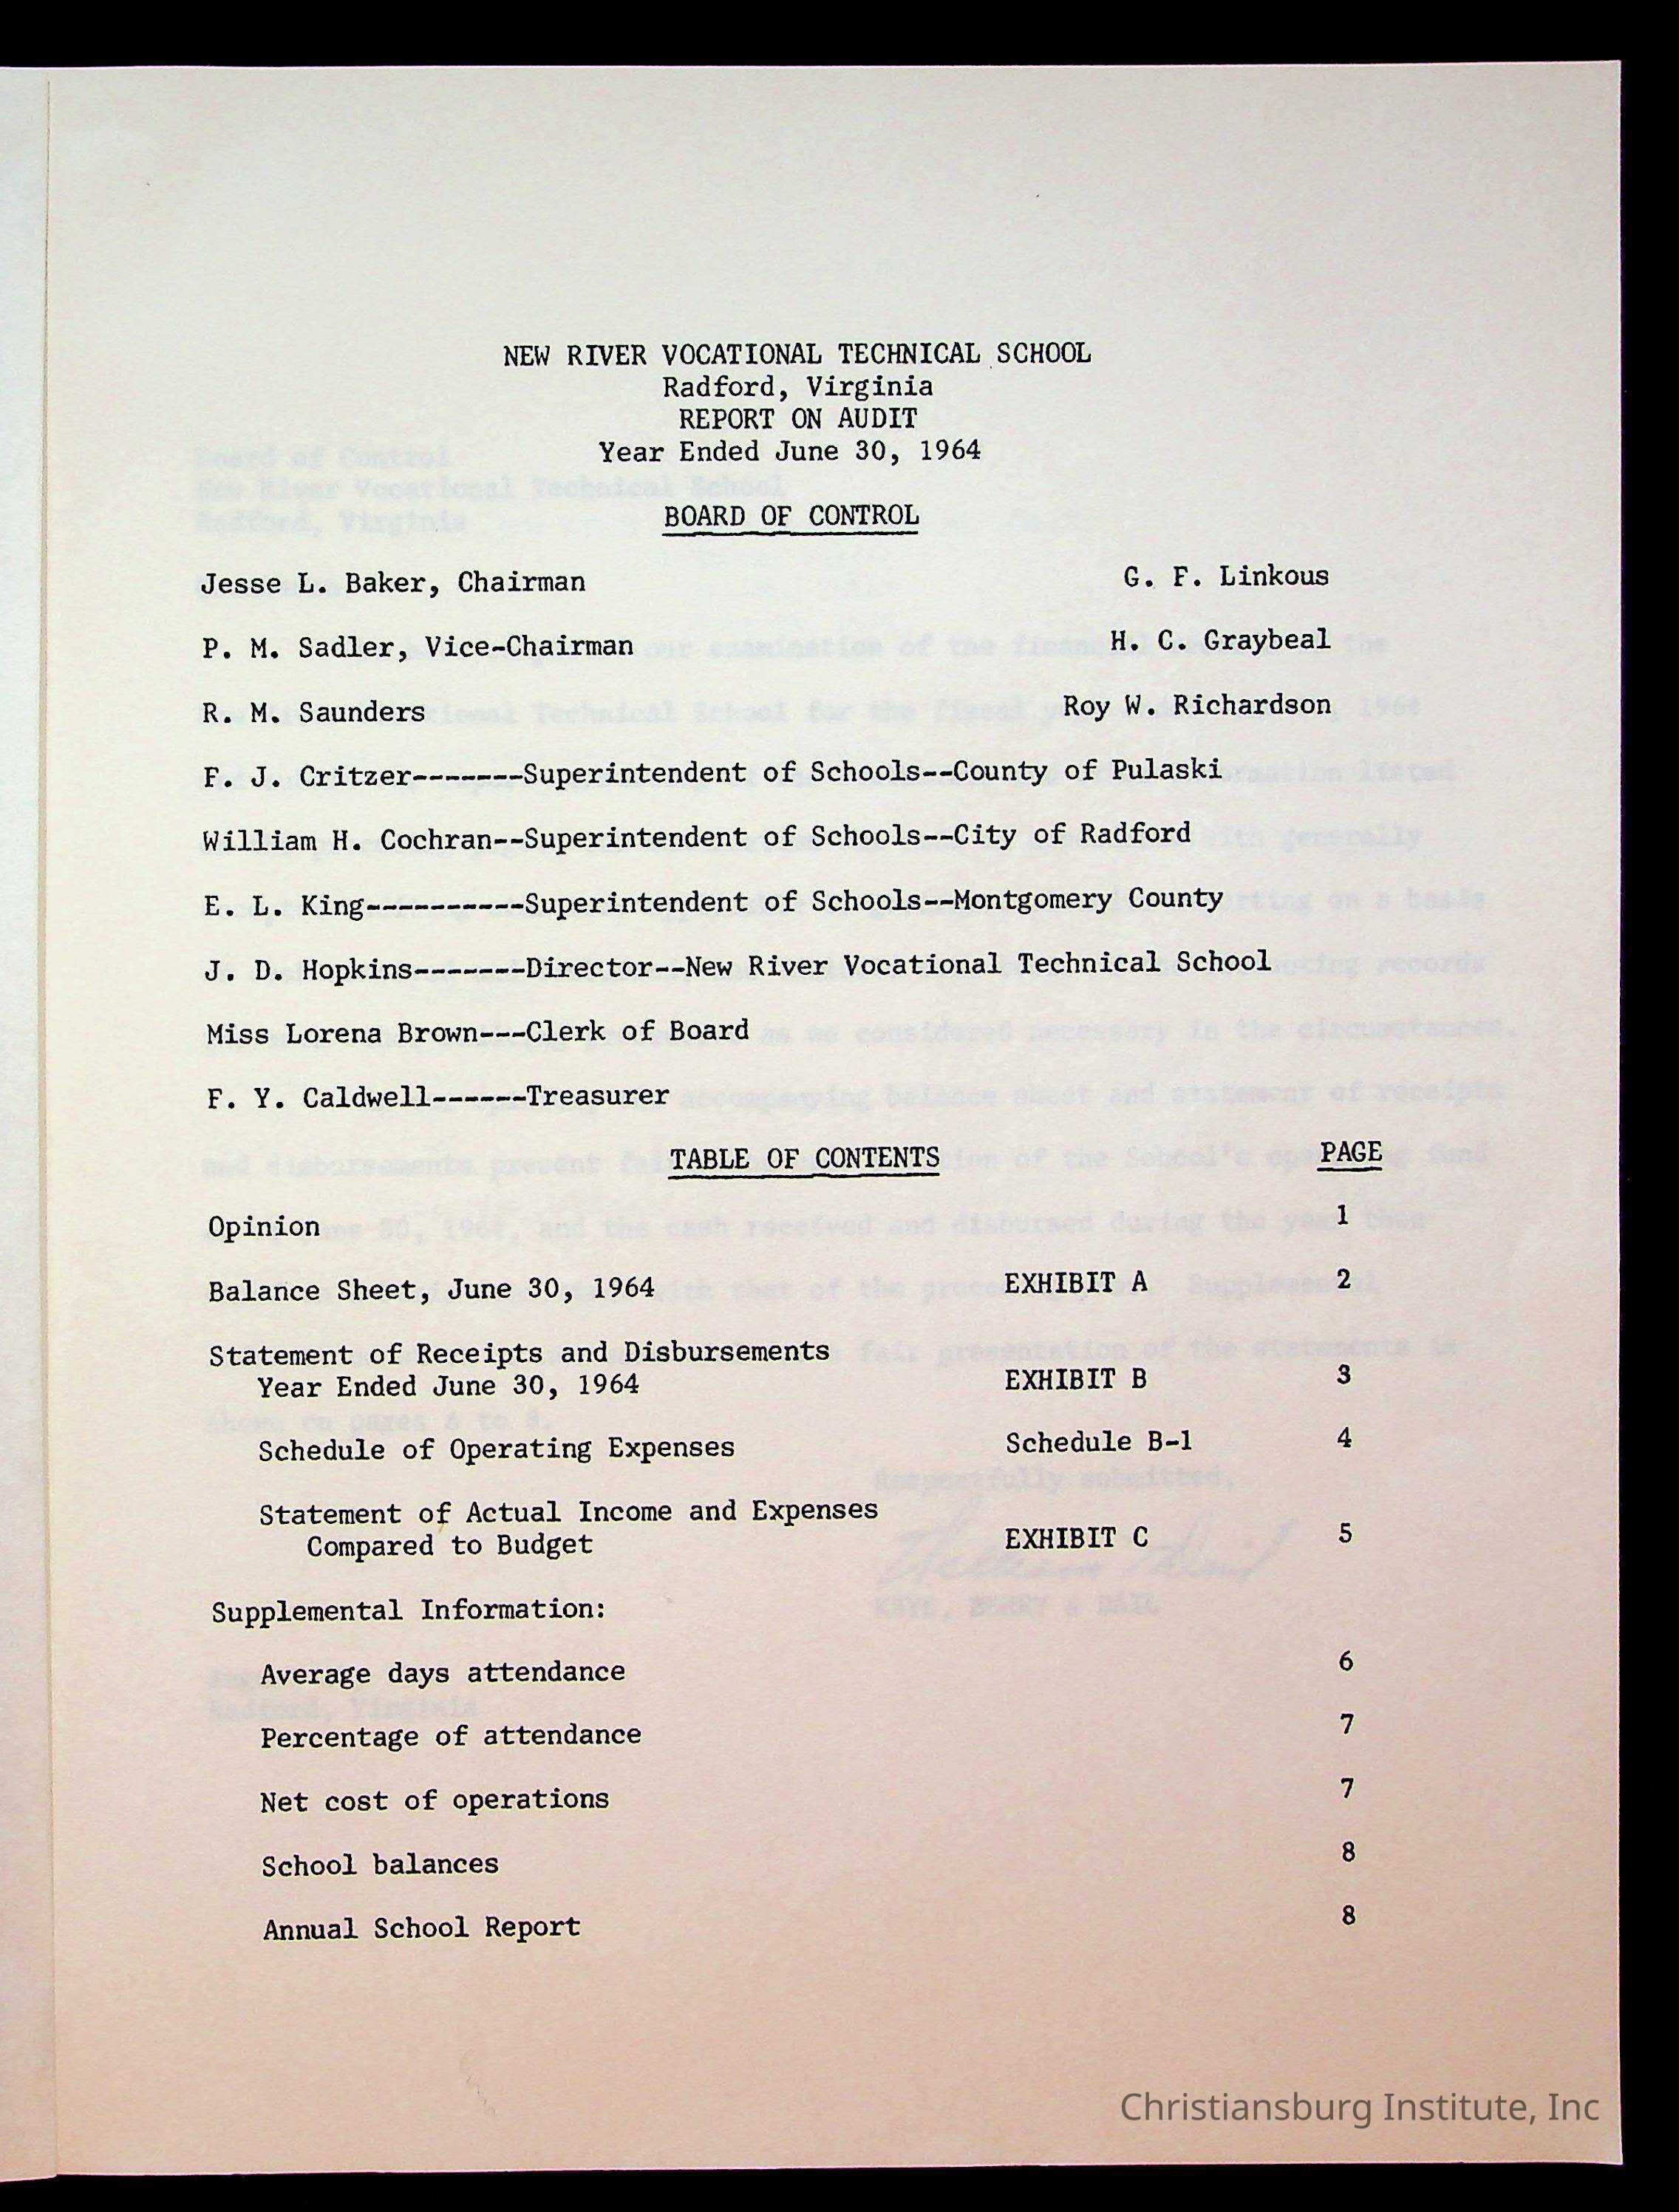 NEW RIVER VOCATIONAL TECHNICAL SCHOOL
Radford, Virginia
REPORT ON AUDIT
Year Ended June 30, 1964
BOARD OF CONTROL
Jesse L. Baker, Chairman G. F. Linkous
P. M. Sadler, Vice-Chairman H. C. Graybeal
R. M. Saunders Roy W. Richardson
F. J. Critzer-------Superintendent of Schools--County of Pulaski
William H. Cochran--Superintendent of Schools--City of Radford
E. L. King----------Superintendent of Schools--Montgomery County
J. D. Hopkins-------Director--New River Vocational Technical School
Miss Lorena Brown---Clerk of Board
F. Y. Caldwell------Treasurer
TABLE OF CONTENTS PAGE
Opinion 1
Balance Sheet, June 30, 1964 EXHIBIT A 2
Statement of Receipts and Disbursements
Year Ended June 30, 1964 EXHIBIT B 3
Schedule of Operating Expenses Schedule B-1 4
Statement of Actual Income and Expenses
Compared to Budget EXHIBIT C 5
Supplemental Information:
Average days attendance 6
Percentage of attendance 7
Net cost of operations 7
School balances 8
Annual School Report 8
Christiansburg Institute, Inc